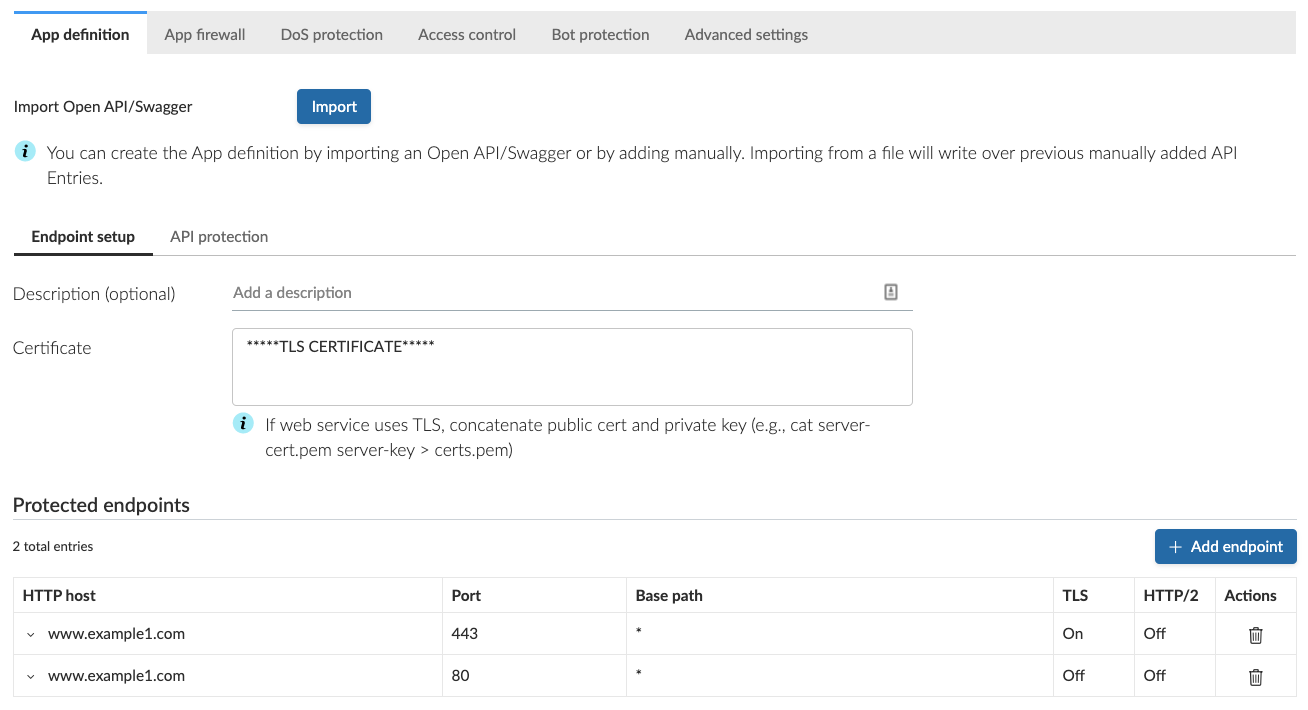 App definition App firewall DoS protection Access control Bot protection Advanced settings
Import Open API/Swagger Import
i You can create the App definition by importing an Open API/Swagger or by adding manually. Importing from a file will write over previous manually added API
Entries.
Endpoint setup API protection
Description (optional) Add a description
Certificate *****TLS CERTIFICATE*****
i If web service uses TLS, concatenate public cert and private key (e.g., cat server-
cert.pem server-key > certs.pem)
Protected endpoints
2 total entries + Add endpoint
HTTP host Port Base path TLS HTTP/2 Actions
www.example1.com 443 * On Off
www.example1.com 80 * Off Off